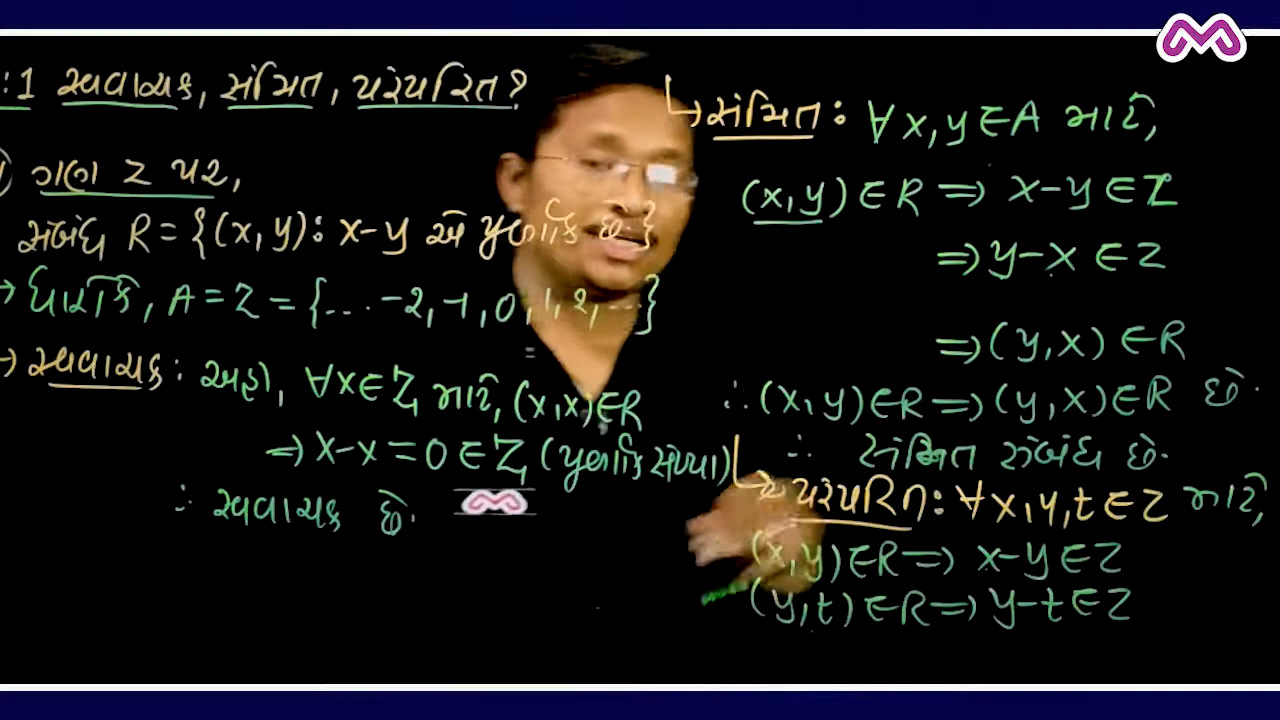 :1 સ્વવાચક, સંમિત, પરંપરિત?
) ગણ Z પર,
સંબંધ R = {(x, y): x-y એ પૂર્ણાંક છે.}
→ ધારો કે, A = Z = {... -2, -1, 0, 1, 2, ...}
→ સ્વવાચક : અહીં, ∀x∈Z, માટે, (x,x)∈R
⇒ x-x = 0 ∈ Z, (પૂર્ણાંક સંખ્યા)
∴ સ્વવાચક છે.
↳ સંમિત : ∀x, y∈A માટે,
(x, y) ∈ R ⇒ x-y ∈ Z
⇒ y-x ∈ Z
⇒ (y, x) ∈ R
∴ (x, y) ∈ R ⇒ (y, x) ∈ R છે.
∴ સંમિત સંબંધ છે.
↳ પરંપરિત: ∀x, y, t ∈ Z માટે,
(x, y) ∈ R ⇒ x-y ∈ Z
(y, t) ∈ R ⇒ y-t ∈ Z